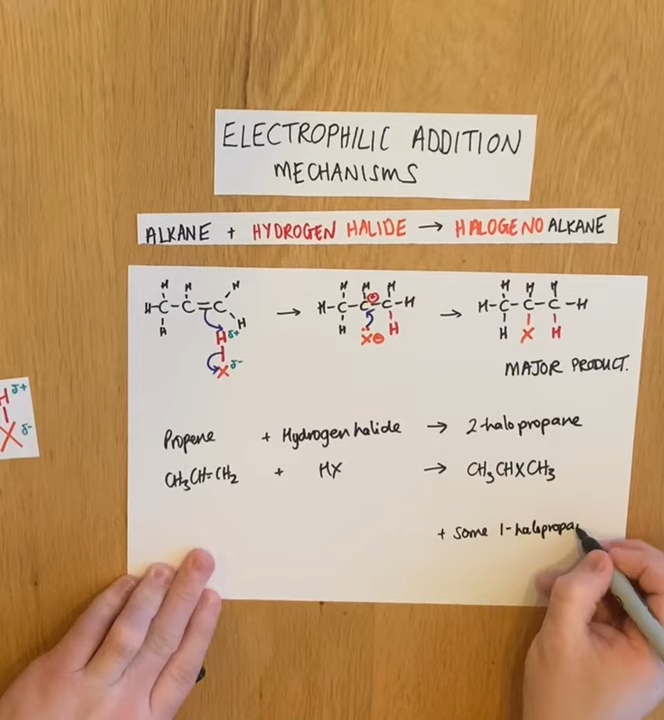 ELECTROPHILIC ADDITION
MECHANISMS
ALKANE + HYDROGEN HALIDE → HALOGENOALKANE
H H H
H-C-C=C
H H
H δ+
X δ-
→
H H H
H-C-C⊕-C-H
H X⊖ H
→
H H H
H-C-C-C-H
H X H
MAJOR PRODUCT.
H δ+
X δ-
Propene + Hydrogen halide → 2-halopropane
CH3CH=CH2 + HX → CH3CHXCH3
+ some 1-halopropan